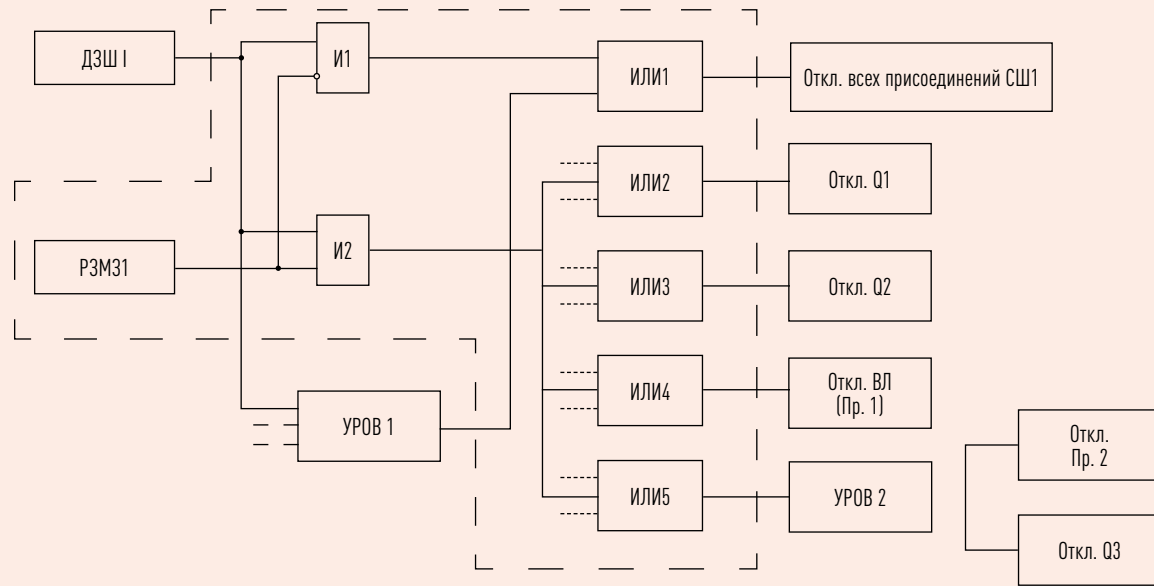 ДЗШ I
И1
ИЛИ1
Откл. всех присоединений СШ1
ИЛИ2
Откл. Q1
РЗМЗ1
И2
ИЛИ3
Откл. Q2
УРОВ 1
ИЛИ4
Откл. ВЛ
(Пр. 1)
Откл.
Пр. 2
ИЛИ5
УРОВ 2
Откл. Q3